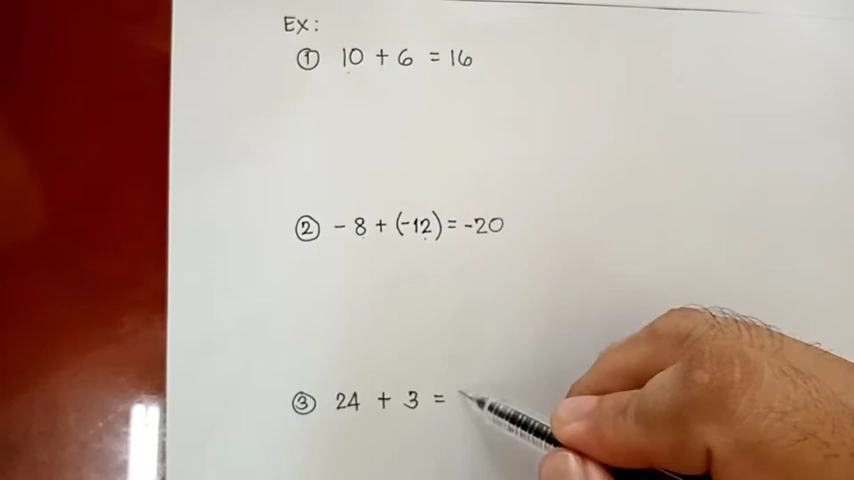 Ex:
① 10 + 6 = 16
② - 8 + (-12) = -20
③ 24 + 3 =